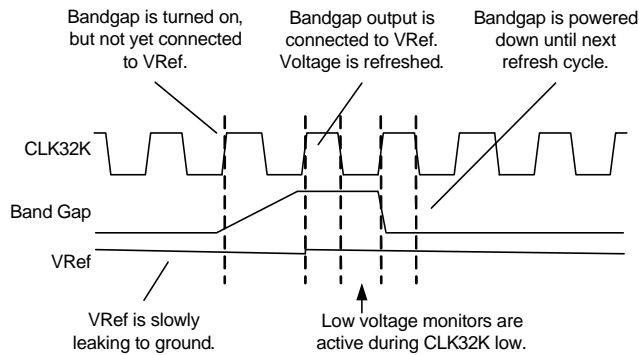 Bandgap is turned on,
but not yet connected
to VRef.
Bandgap output is
connected to VRef.
Voltage is refreshed.
Bandgap is powered
down until next
refresh cycle.
CLK32K
Band Gap
VRef
VRef is slowly
leaking to ground.
Low voltage monitors are
active during CLK32K low.